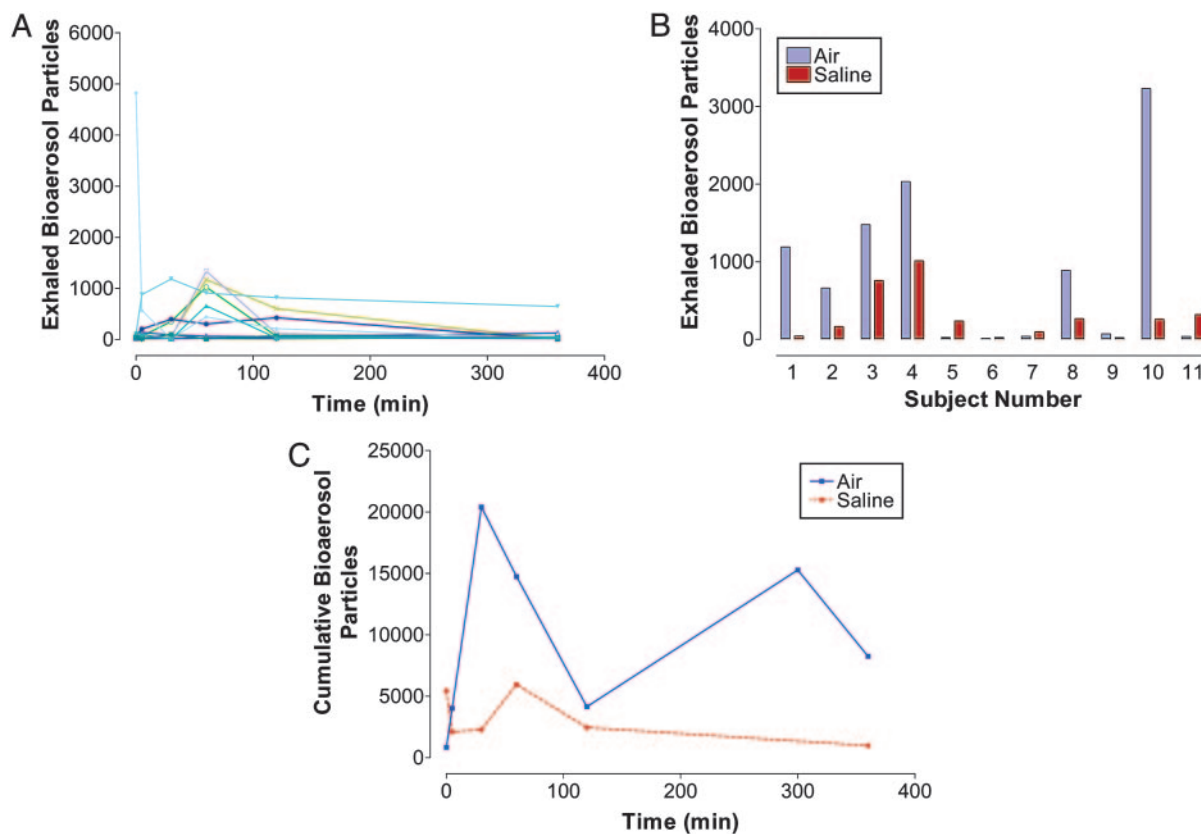 A
Exhaled Bioaerosol Particles
6000
5000
4000
3000
2000
1000
0
0 100 200 300 400
Time (min)
B
Exhaled Bioaerosol Particles
4000
3000
2000
1000
0
Air
Saline
1 2 3 4 5 6 7 8 9 10 11
Subject Number
C
Cumulative Bioaerosol
Particles
25000
20000
15000
10000
5000
0
Air
Saline
0 100 200 300 400
Time (min)